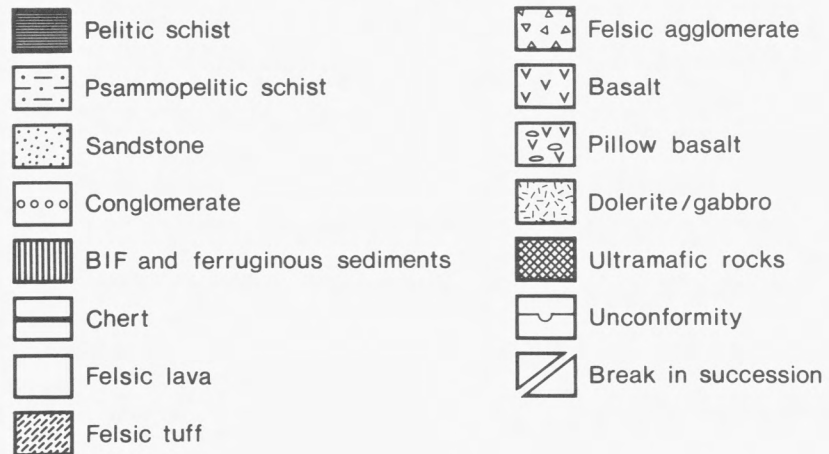 Pelitic schist
Psammopelitic schist
Sandstone
Conglomerate
BIF and ferruginous sediments
Chert
Felsic lava
Felsic tuff
Felsic agglomerate
Basalt
Pillow basalt
Dolerite/gabbro
Ultramafic rocks
Unconformity
Break in succession